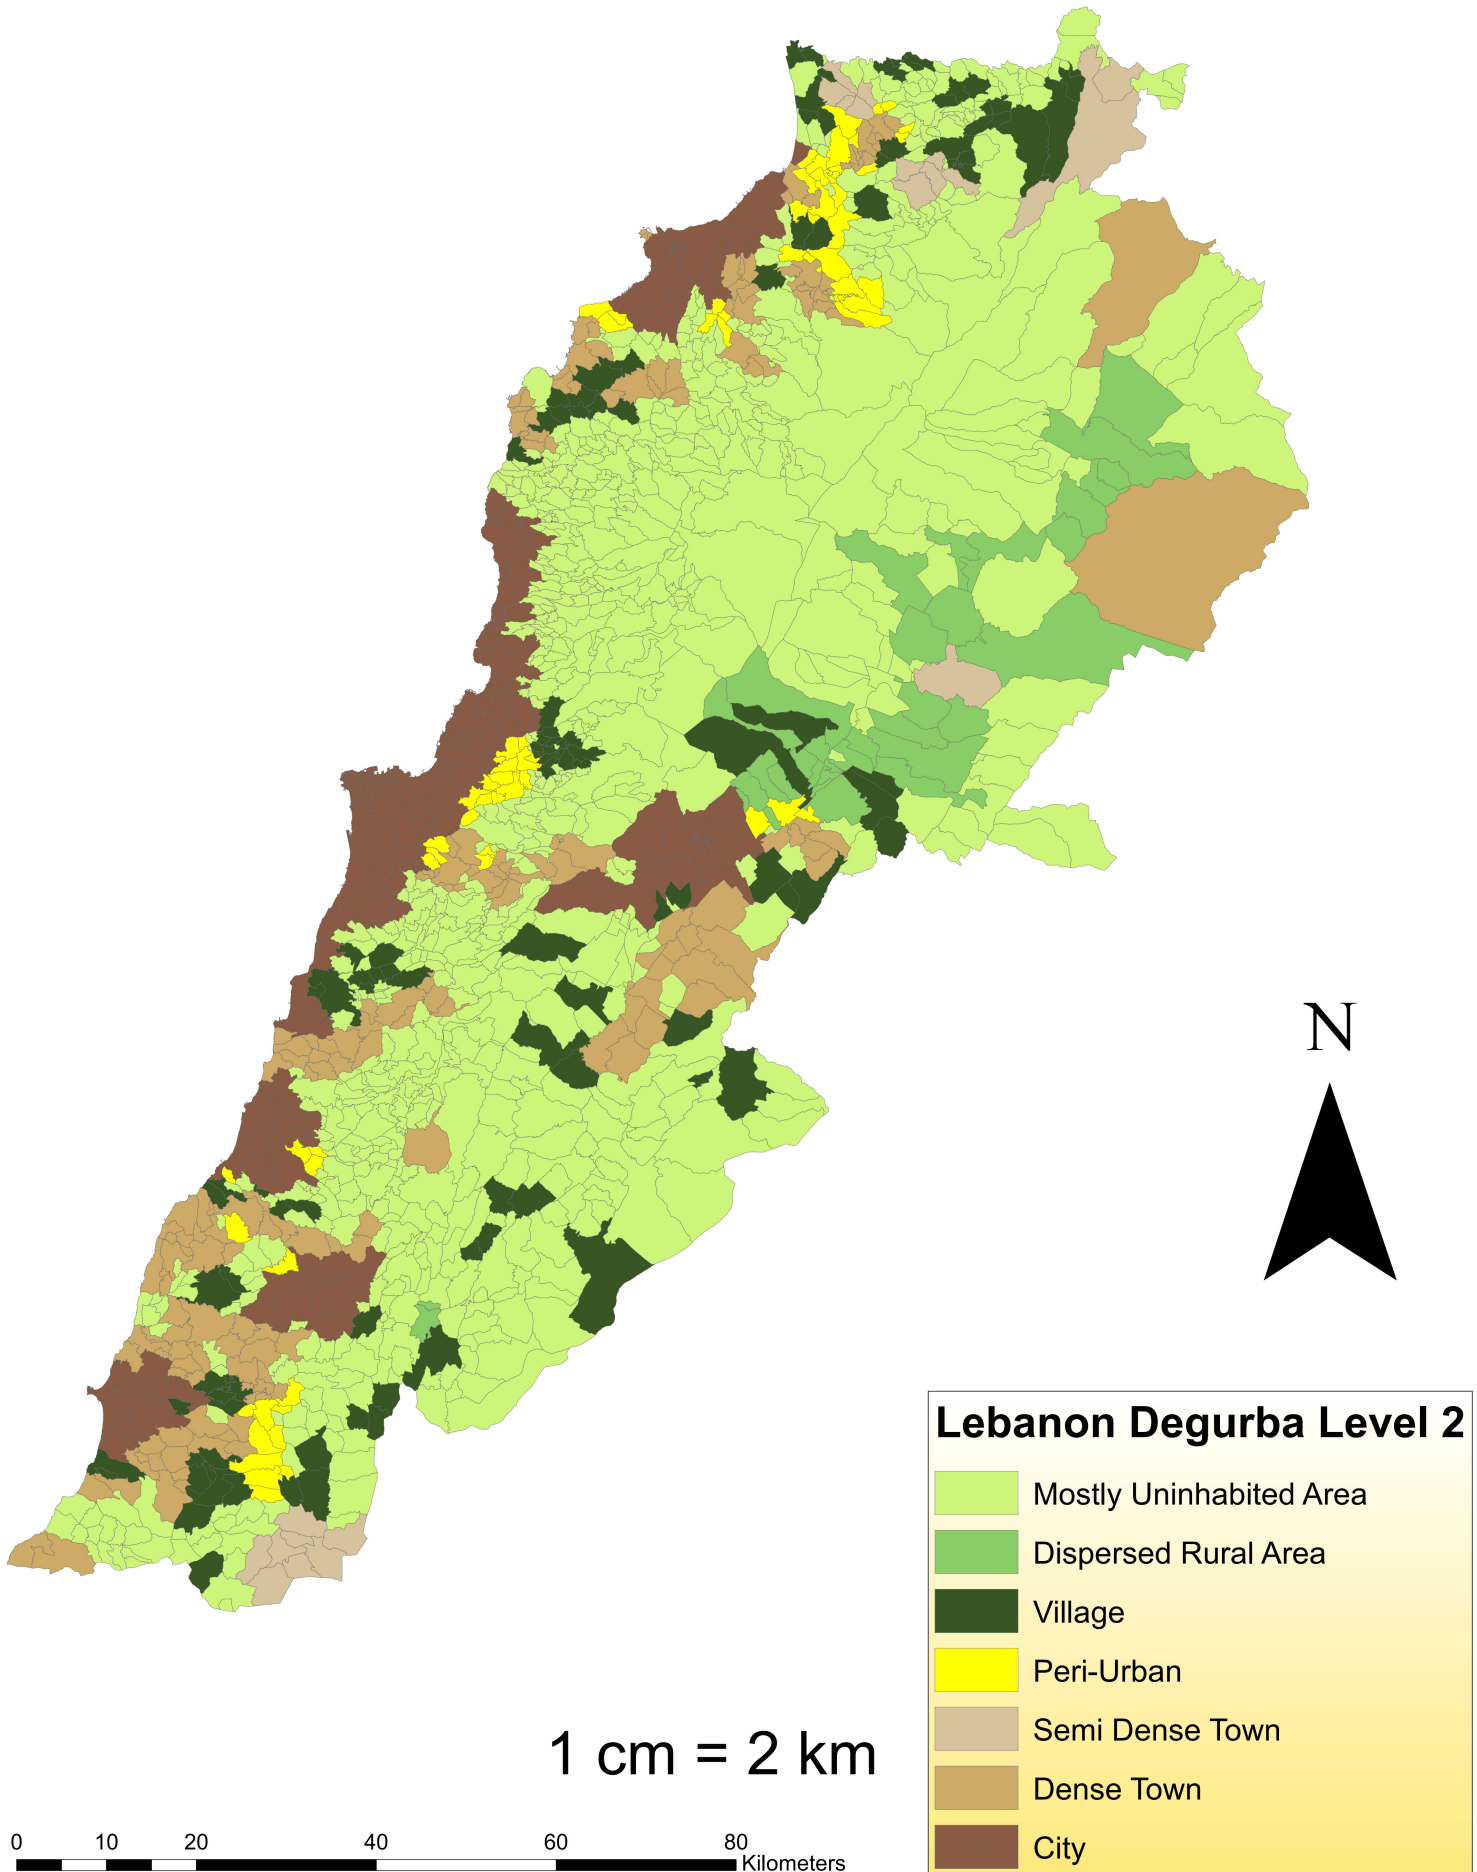 N
Lebanon Degurba Level 2
Mostly Uninhabited Area
Dispersed Rural Area
Village
Peri-Urban
Semi Dense Town
Dense Town
City
1 cm = 2 km
0 10 20 40 60 80
Kilometers